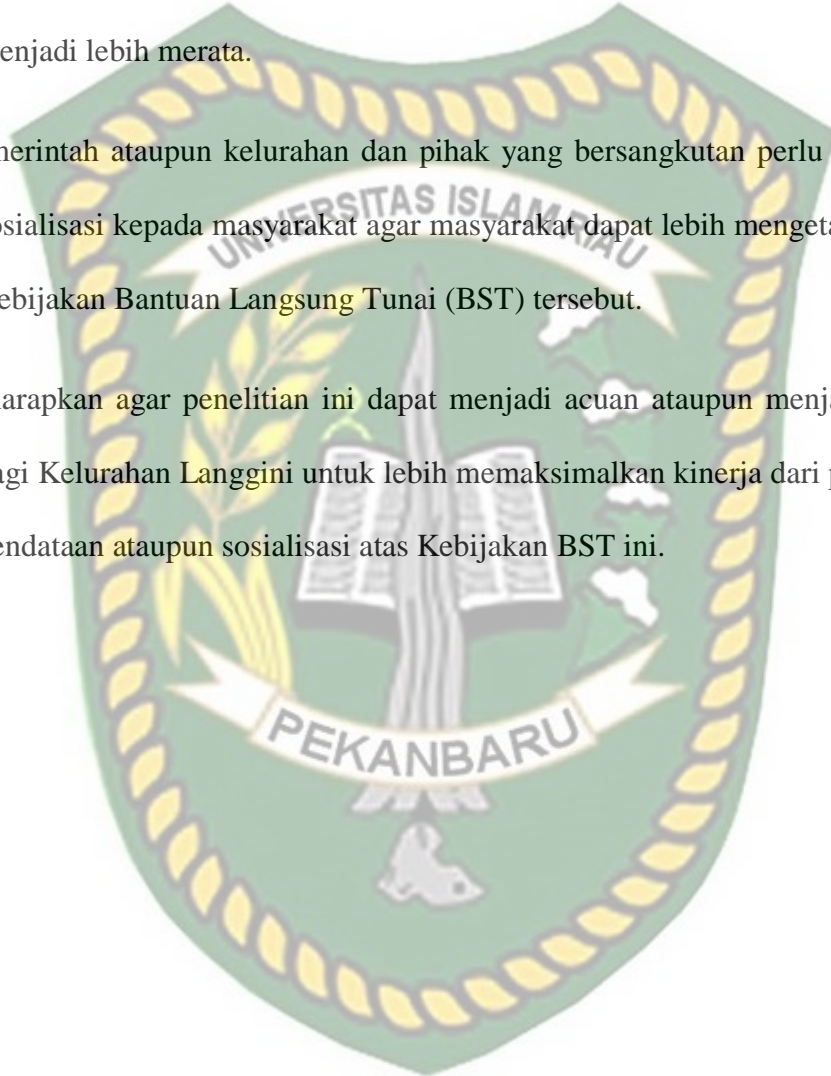 enjadi lebih merata.
merintah ataupun kelurahan dan pihak yang bersangkutan perlu
UNIVERSITAS ISLAM RIAU
osialisasi kepada masyarakat agar masyarakat dapat lebih mengeta
ebijakan Bantuan Langsung Tunai (BST) tersebut.
arapkan agar penelitian ini dapat menjadi acuan ataupun menja
agi Kelurahan Langgini untuk lebih memaksimalkan kinerja dari p
endataan ataupun sosialisasi atas Kebijakan BST ini.
PEKANBARU